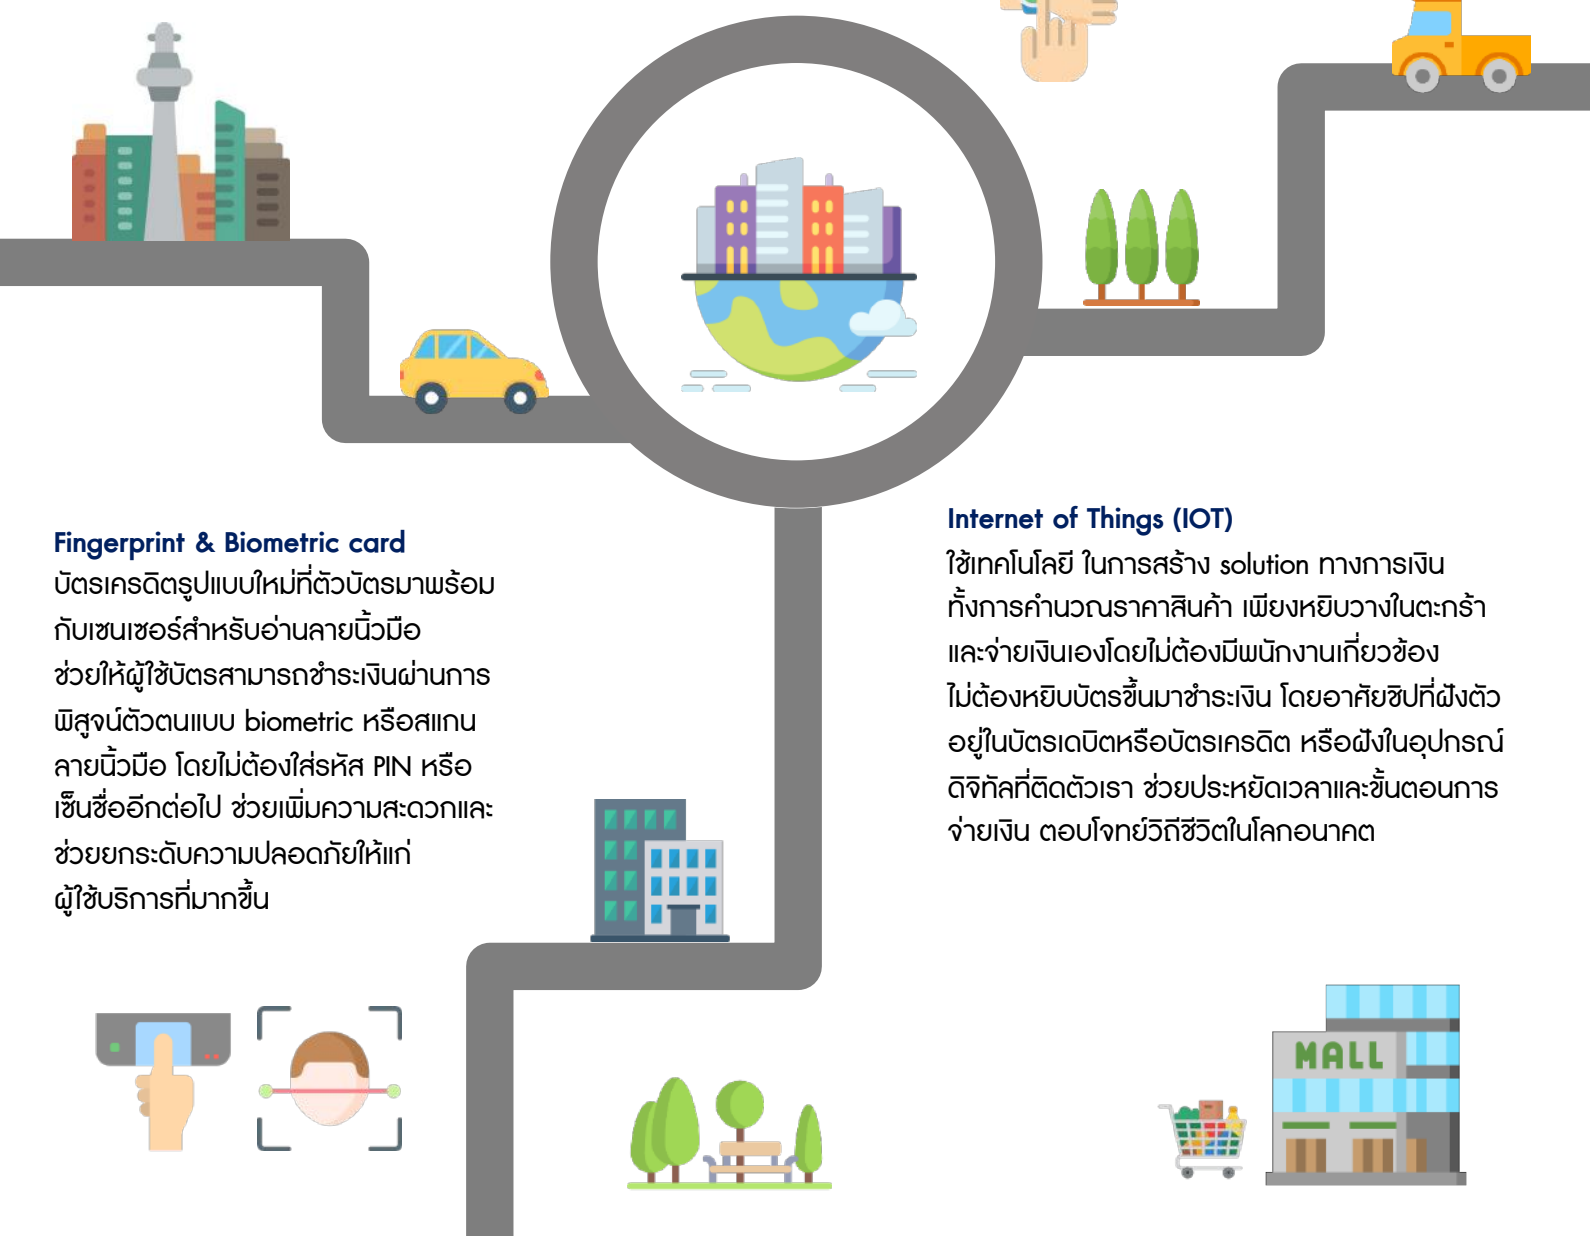 Fingerprint & Biometric card
บัตรเครดิตรูปแบบใหม่ที่ตัวบัตรมาพร้อม
กับเซนเซอร์สำหรับอ่านลายนิ้วมือ
ช่วยให้ผู้ใช้บัตรสามารถชำระเงินผ่านการ
พิสูจน์ตัวตนแบบ biometric หรือสแกน
ลายนิ้วมือ โดยไม่ต้องใส่รหัส PIN หรือ
เซ็นชื่ออีกต่อไป ช่วยเพิ่มความสะดวกและ
ช่วยยกระดับความปลอดภัยให้แก่
ผู้ใช้บริการที่มากขึ้น
Internet of Things (IOT)
ใช้เทคโนโลยี ในการสร้าง solution ทางการเงิน
ทั้งการคำนวณราคาสินค้า เพียงหยิบวางในตะกร้า
และจ่ายเงินเองโดยไม่ต้องมีพนักงานเกี่ยวข้อง
ไม่ต้องหยิบบัตรขึ้นมาชำระเงิน โดยอาศัยชิปที่ฝังตัว
อยู่ในบัตรเดบิตหรือบัตรเครดิต หรือฝังในอุปกรณ์
ดิจิทัลที่ติดตัวเรา ช่วยประหยัดเวลาและขั้นตอนการ
จ่ายเงิน ตอบโจทย์วิถีชีวิตในโลกอนาคต
MALL